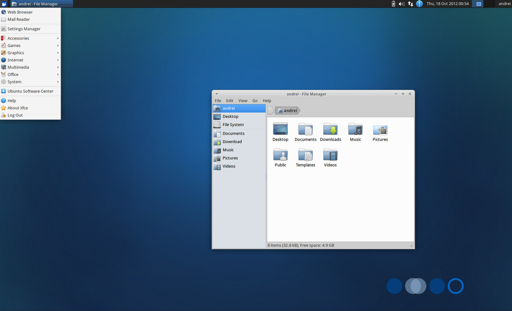 andrei - File Manager
Thu, 18 Oct 2012 00:54
andrei
Web Browser
Mail Reader
Settings Manager
Accessories
Games
Graphics
Internet
Multimedia
Office
System
Ubuntu Software Center
Help
About Xfce
Log Out
andrei - File Manager
File Edit View Go Help
andrei
andrei
Desktop
File System
Documents
Download
Music
Pictures
Videos
Desktop Documents Downloads Music Pictures
Public Templates Videos
8 items (32.8 kB), Free space: 4.9 GB